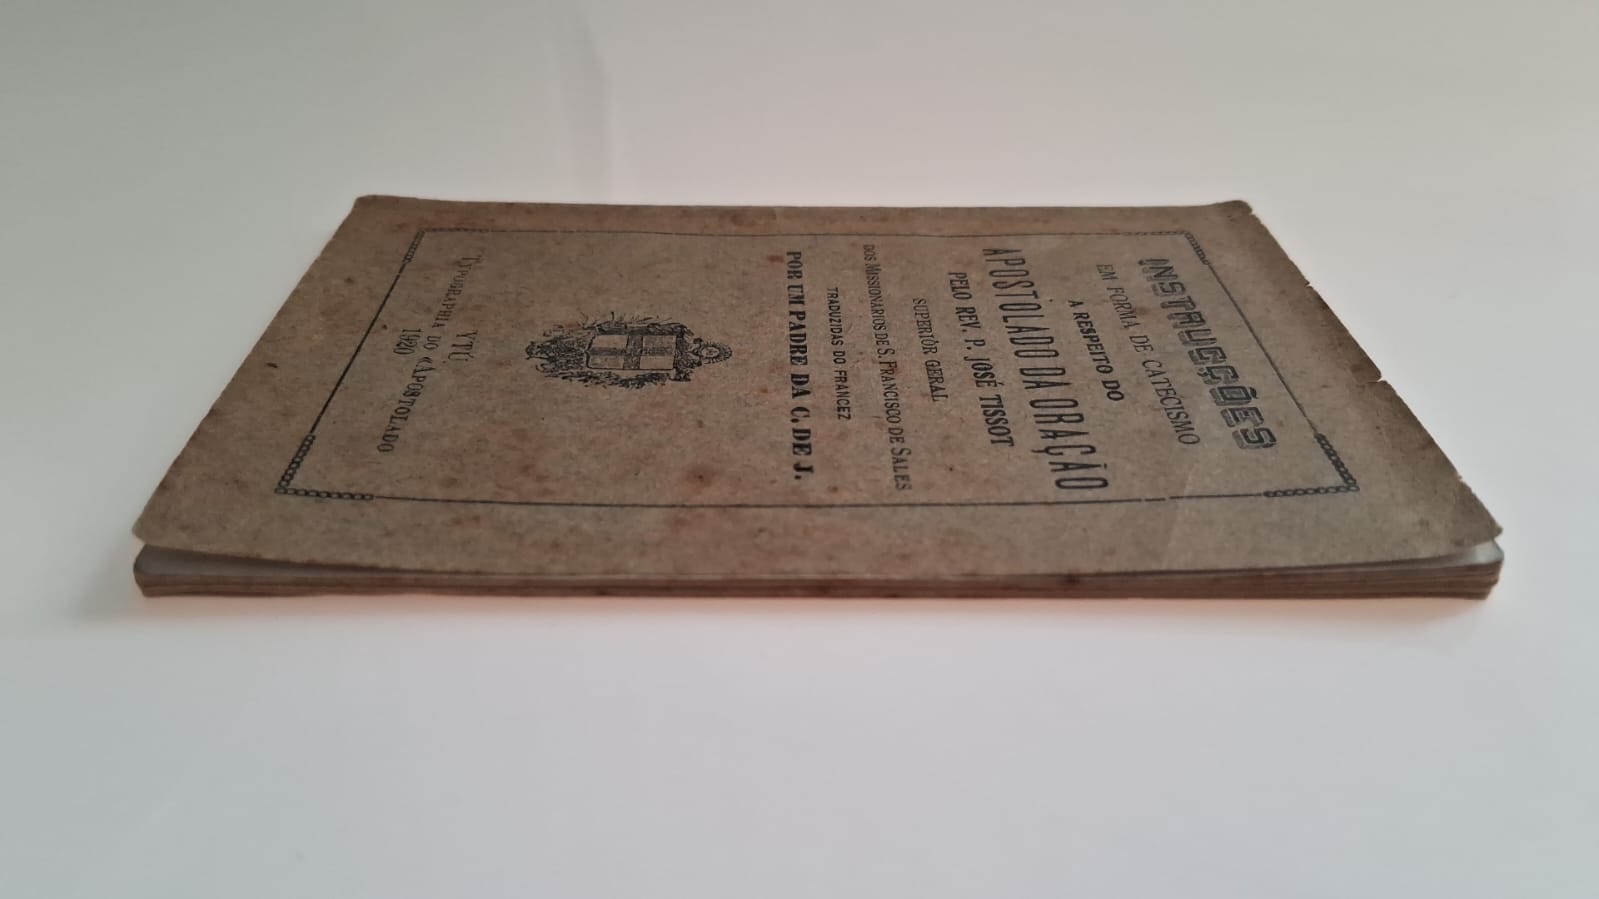 INSTRUCÇÕES
EM FORMA DE CATECISMO
A RESPEITO DO
APOSTOLADO DA ORAÇÃO
PELO REV. P. JOSÉ TISSOT
SUPERIOR GERAL
DOS MISSIONARIOS DE S. FRANCISCO DE SALES
TRADUZIDAS DO FRANCEZ
POR UM PADRE DA C. DE J.
YTÚ
TYPOGRAPHIA DO «APOSTOLADO
1920